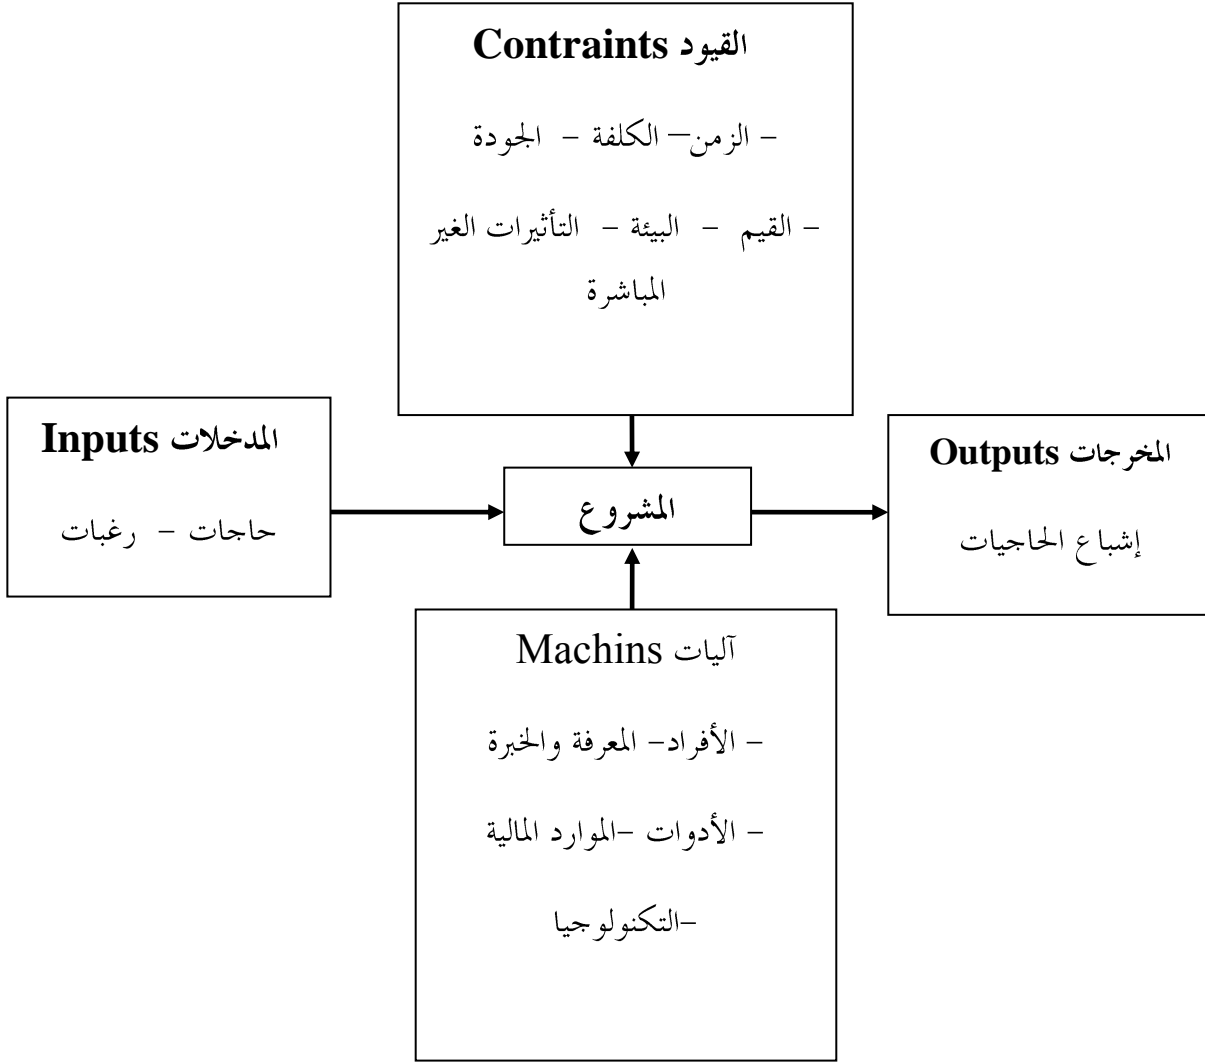 القيود Contraints
- الزمن– الكلفة - الجودة
- القيم - البيئة - التأثيرات الغير
المباشرة
المدخلات Inputs
حاجات - رغبات
المشروع
المخرجات Outputs
إشباع الحاجيات
آليات Machins
- الأفراد- المعرفة والخبرة
- الأدوات -الموارد المالية
-التكنولوجيا